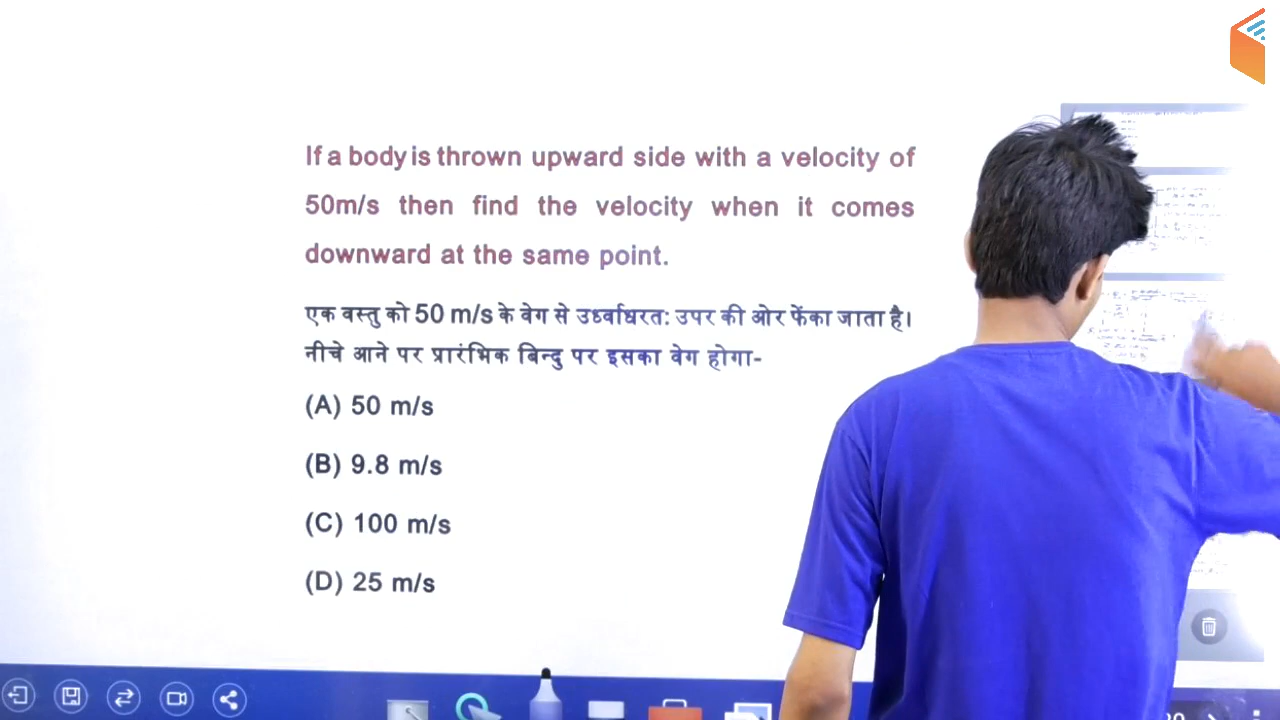 If a body is thrown upward side with a velocity of
50m/s then find the velocity when it comes
downward at the same point.
एक वस्तु को 50 m/s के वेग से उर्ध्वाधरत: उपर की ओर फेंका जाता है।
नीचे आने पर प्रारंभिक बिन्दु पर इसका वेग होगा-
(A) 50 m/s
(B) 9.8 m/s
(C) 100 m/s
(D) 25 m/s